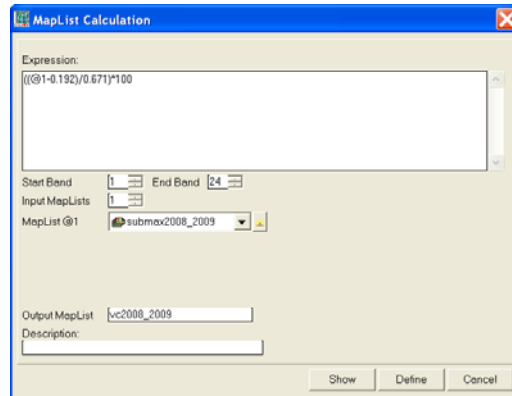 MapList Calculation
Expression:
((@1-0.192)/0.671)*100
Start Band 1 End Band 24
Input MapLists 1
MapList @1 submax2008_2009
Output MapList vc2008_2009
Description:
Show Define Cancel